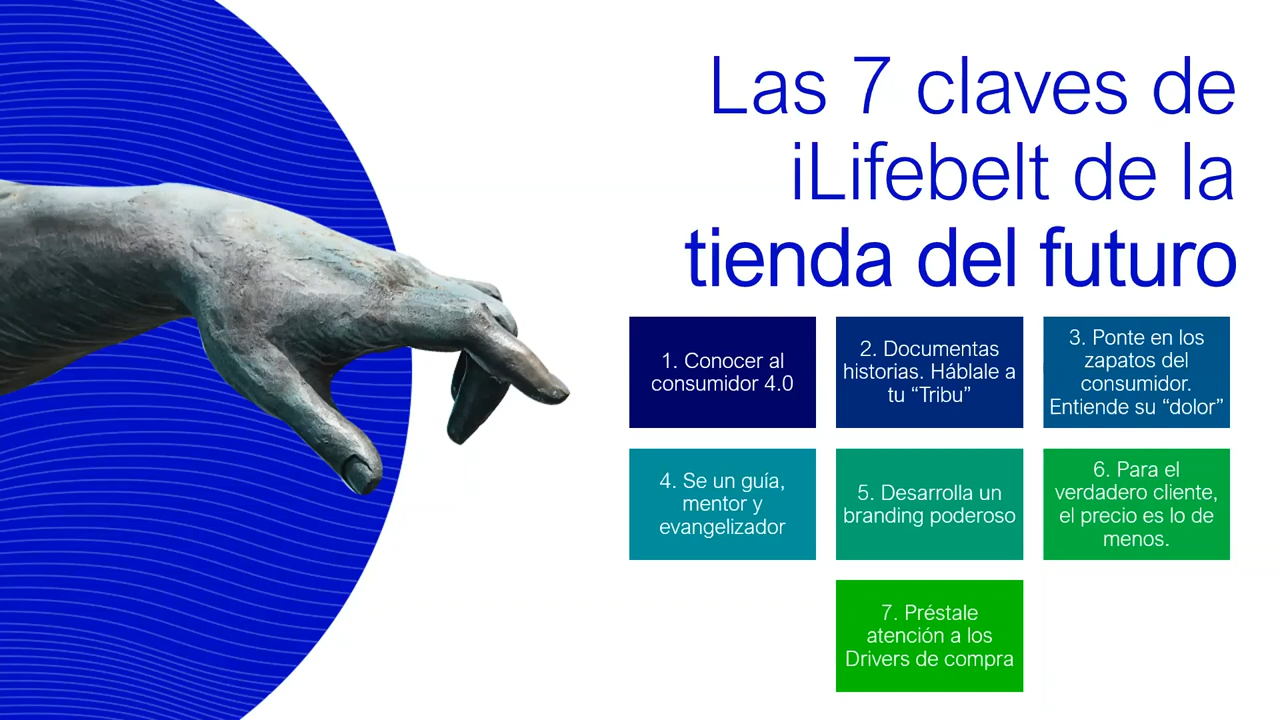 Las 7 claves de
iLifebelt de la
tienda del futuro
1. Conocer al
consumidor 4.0
2. Documentas
historias. Háblale a
tu “Tribu”
3. Ponte en los
zapatos del
consumidor.
Entiende su “dolor”
4. Se un guía,
mentor y
evangelizador
5. Desarrolla un
branding poderoso
6. Para el
verdadero cliente,
el precio es lo de
menos.
7. Préstale
atención a los
Drivers de compra